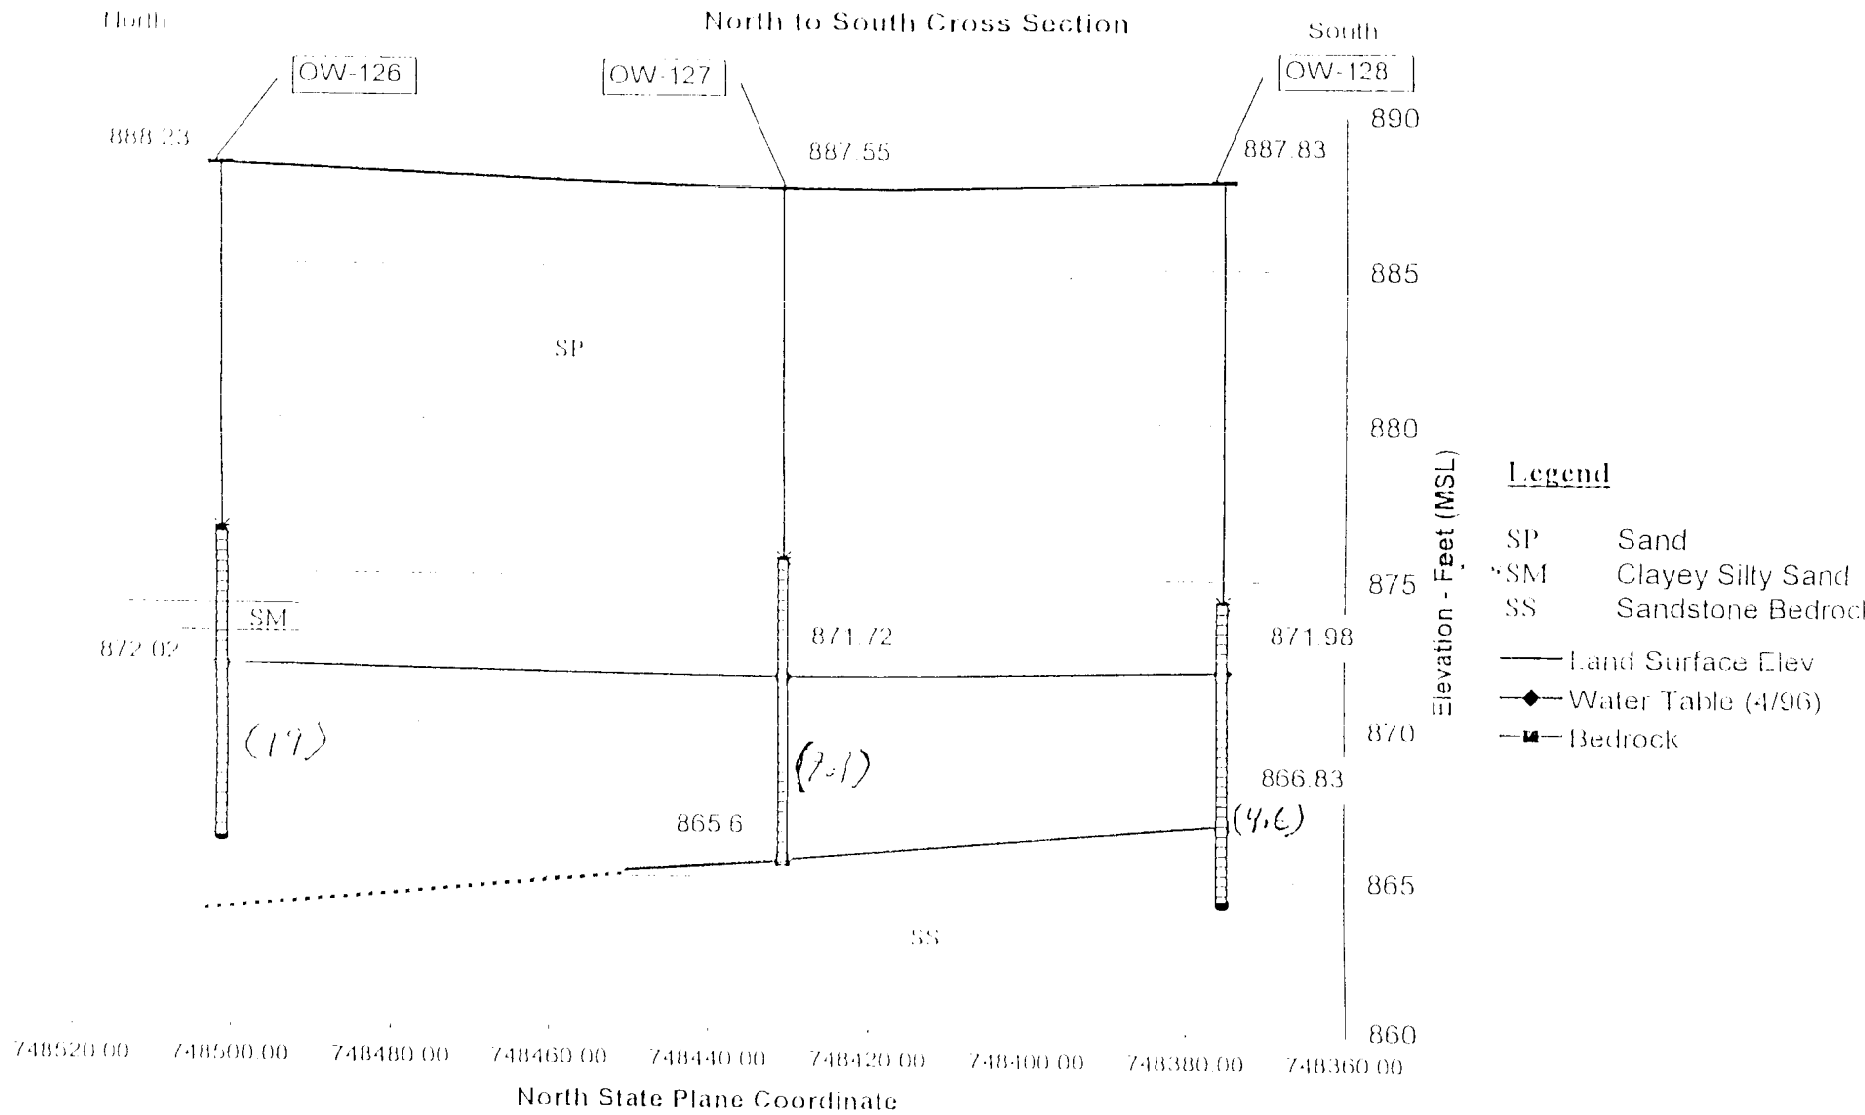 North
North to South Cross Section
South
OW-126
OW-127
OW-128
888.23
887.55
887.83
890
885
SP
880
875
SM
872.02
871.72
871.98
870
866.83
865.6
865
SS
860
Elevation - Feet (MSL)
Legend
SP Sand
SM Clayey Silty Sand
SS Sandstone Bedrock
Land Surface Elev
Water Table (4/96)
Bedrock
(19)
748520.00 748500.00 748480.00 748460.00 748440.00 748420.00 748400.00 748380.00 748360.00
North State Plane Coordinate